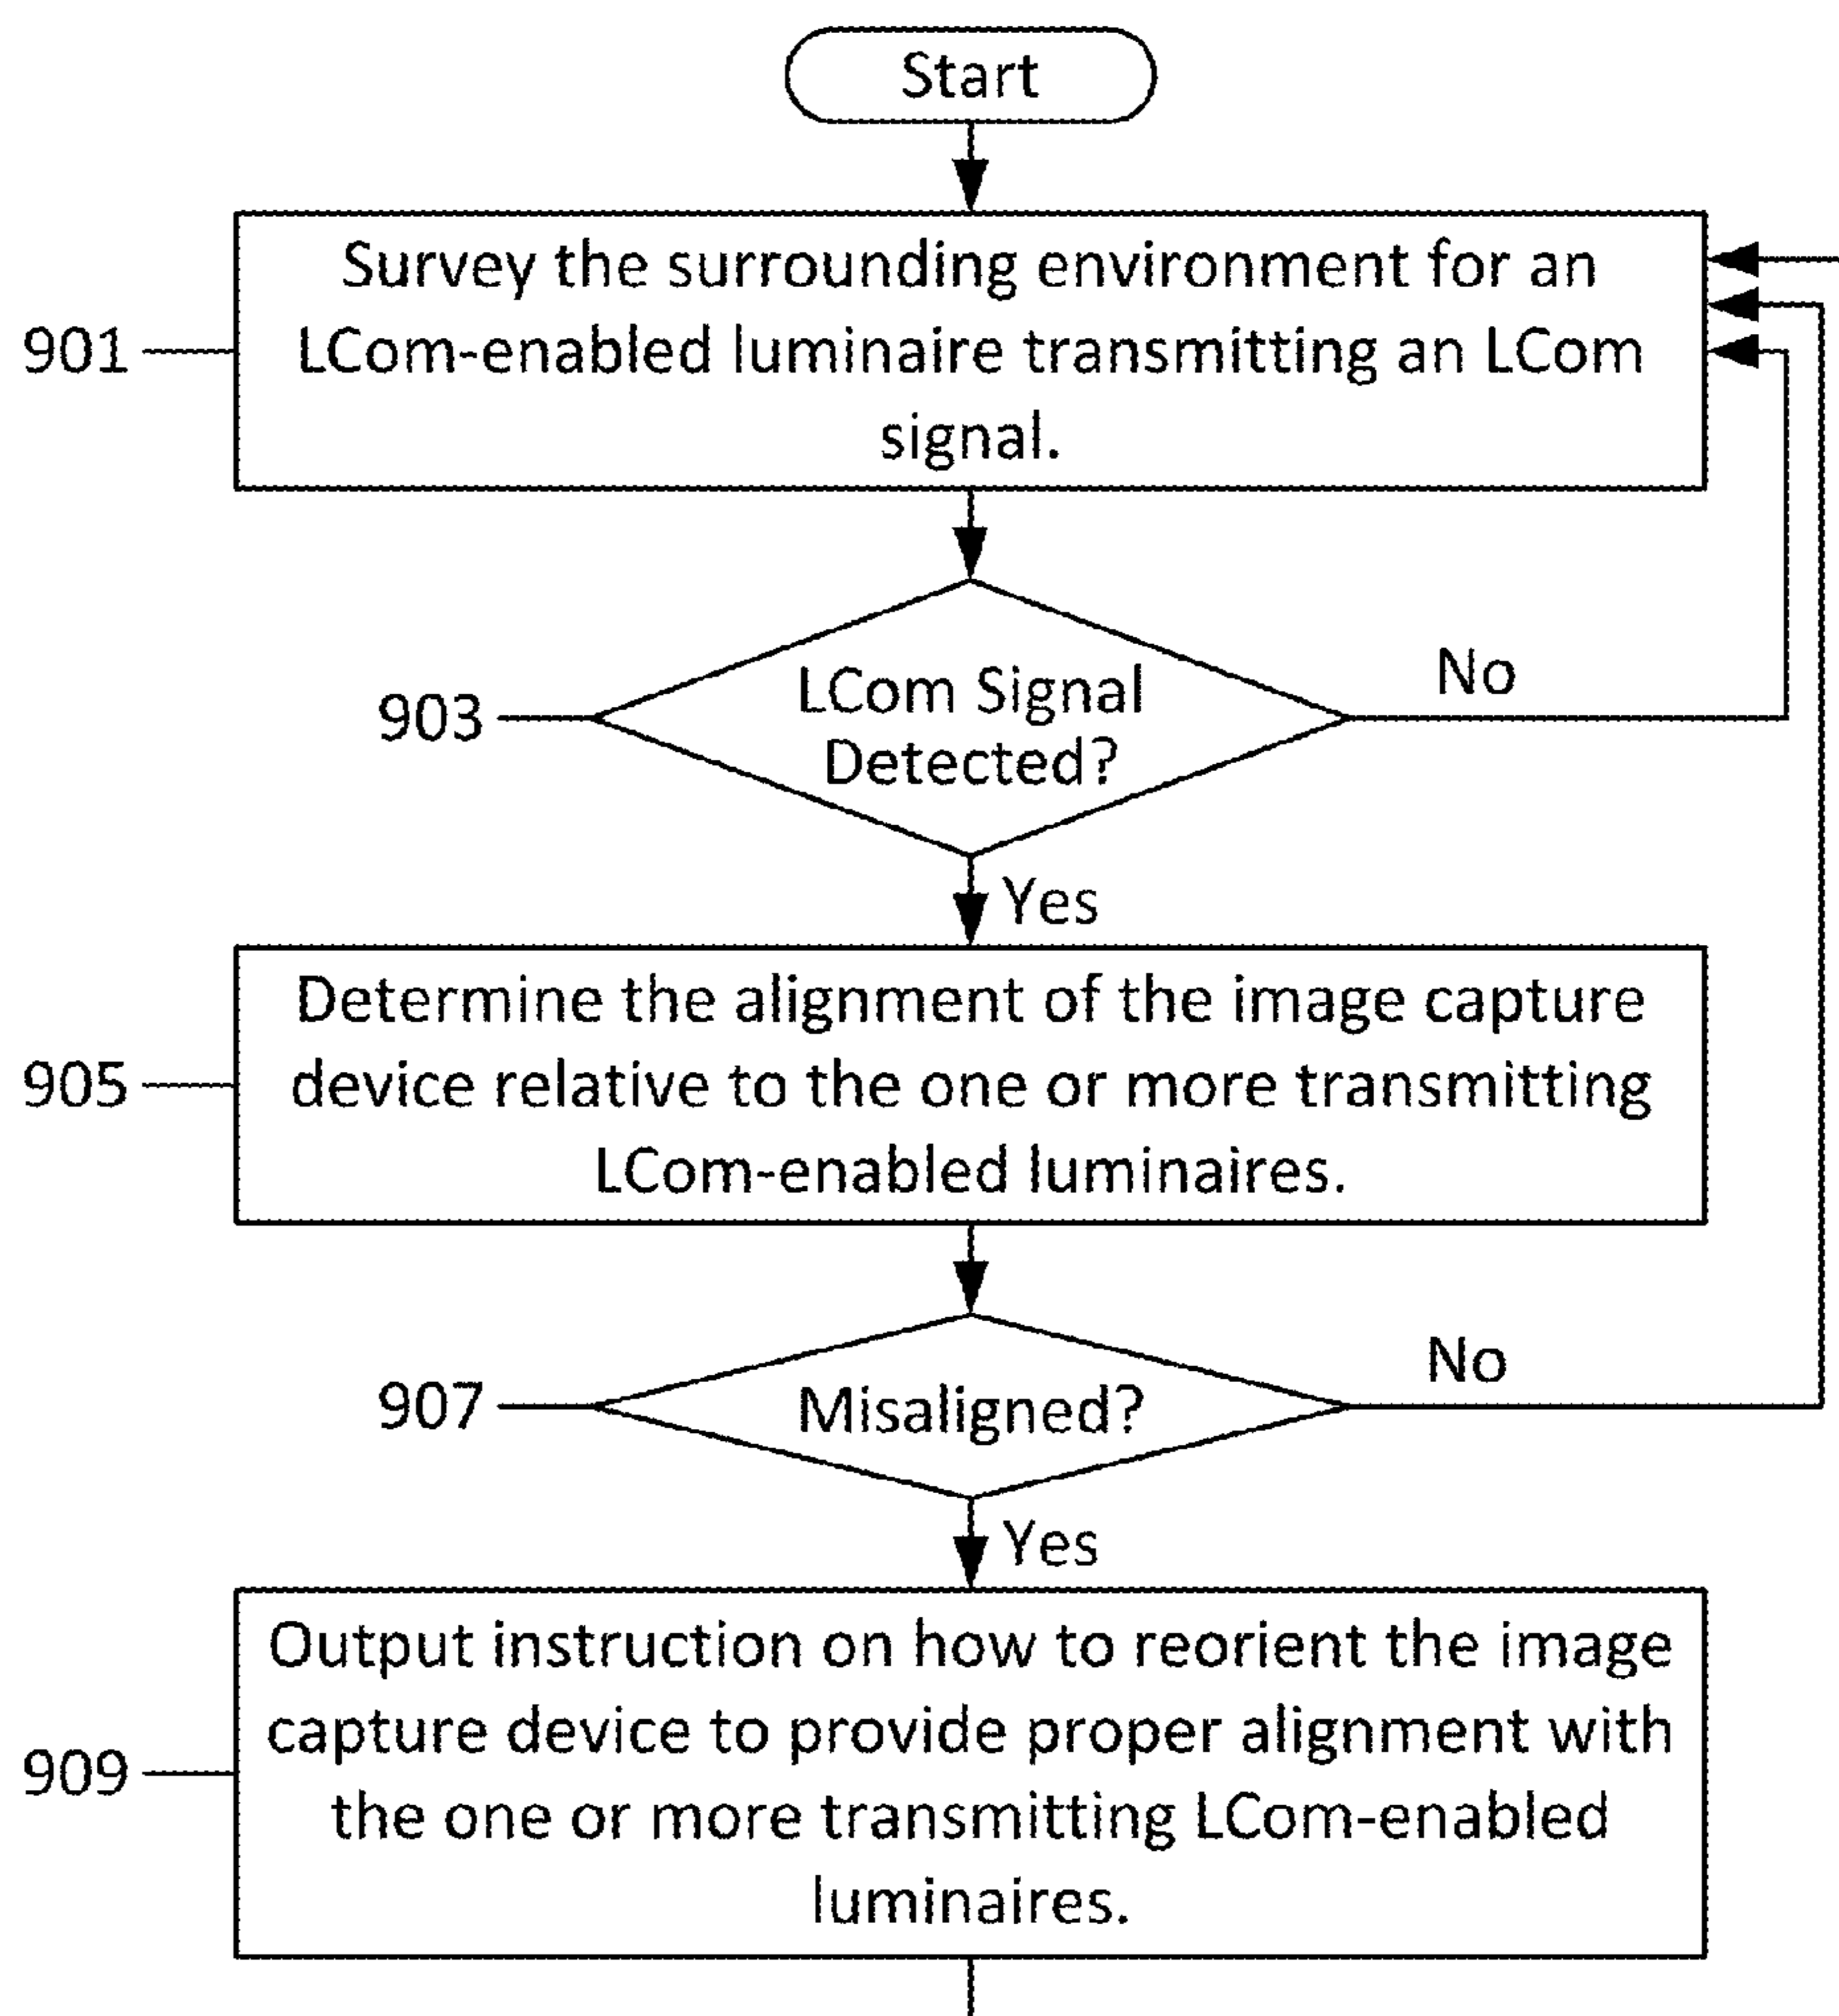 Start
Survey the surrounding environment for an
901
LCom-enabled luminaire transmitting an LCom
signal.
903
LCom Signal
Detected?
No
Yes
Determine the alignment of the image capture
905
device relative to the one or more transmitting
LCom-enabled luminaires.
907
Misaligned?
No
Yes
Output instruction on how to reorient the image
capture device to provide proper alignment with
909
the one or more transmitting LCom-enabled
luminaires.